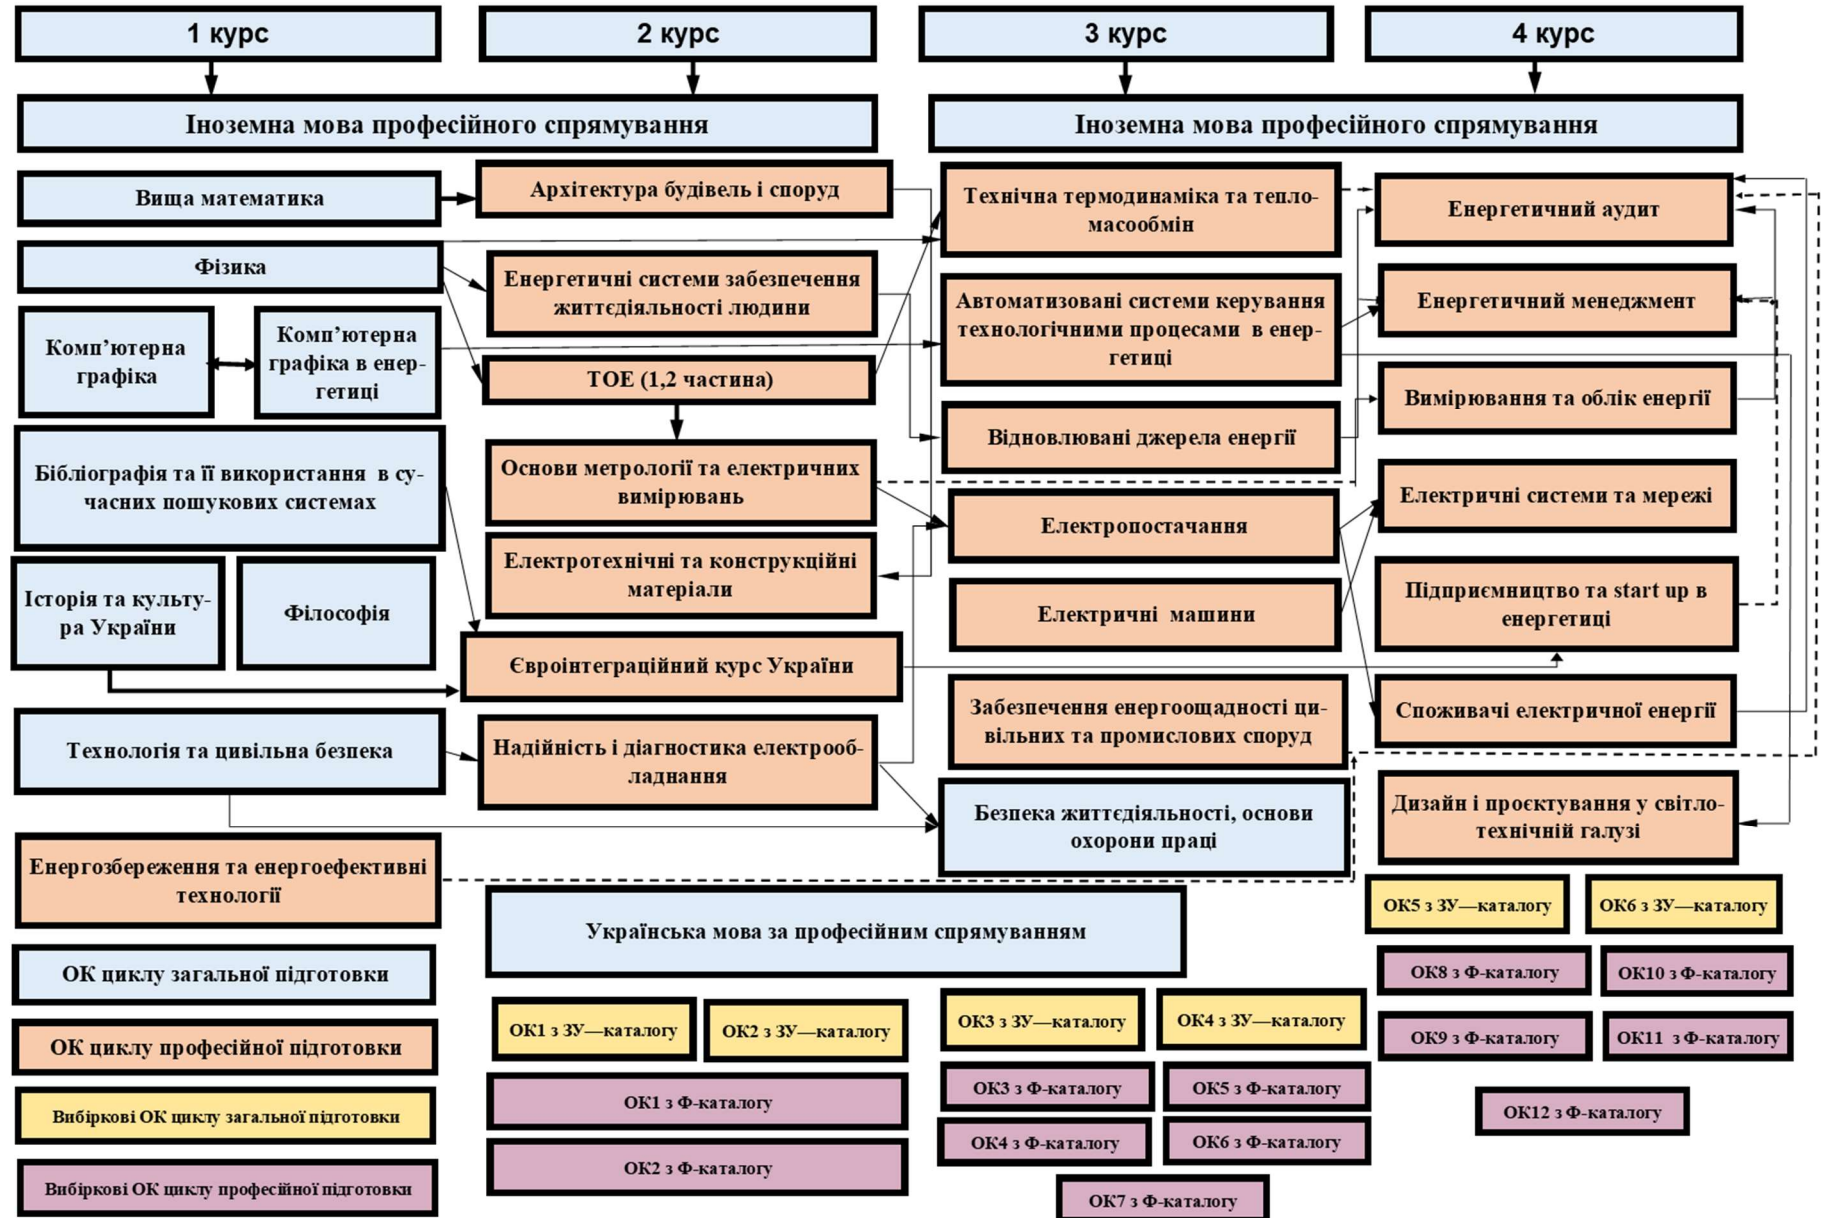 1 курс
2 курс
3 курс
4 курс
Іноземна мова професійного спрямування
Іноземна мова професійного спрямування
Вища математика
Фізика
Комп’ютерна
графіка
Комп’ютерна
графіка в енер-
гетиці
Бібліографія та її використання в су-
часних пошукових системах
Історія та культу-
ра України
Філософія
Технологія та цивільна безпека
Енергозбереження та енергоефективні
технології
ОК циклу загальної підготовки
ОК циклу професійної підготовки
Вибіркові ОК циклу загальної підготовки
Вибіркові ОК циклу професійної підготовки
Архітектура будівель і споруд
Енергетичні системи забезпечення
життєдіяльності людини
ТОЕ (1,2 частина)
Основи метрології та електричних
вимірювань
Електротехнічні та конструкційні
матеріали
Євроінтеграційний курс України
Надійність і діагностика електрооб-
ладнання
Українська мова за професійним спрямуванням
ОК1 з ЗУ—каталогу
ОК2 з ЗУ—каталогу
ОК1 з Ф-каталогу
ОК2 з Ф-каталогу
Технічна термодинаміка та тепло-
масообмін
Автоматизовані системи керування
технологічними процесами в енер-
гетиці
Відновлювані джерела енергії
Електропостачання
Електричні машини
Забезпечення енергоощадності ци-
вільних та промислових споруд
Безпека життєдіяльності, основи
охорони праці
ОК3 з ЗУ—каталогу
ОК4 з ЗУ—каталогу
ОК3 з Ф-каталогу
ОК5 з Ф-каталогу
ОК4 з Ф-каталогу
ОК6 з Ф-каталогу
ОК7 з Ф-каталогу
Енергетичний аудит
Енергетичний менеджмент
Вимірювання та облік енергії
Електричні системи та мережі
Підприємництво та start up в
енергетиці
Споживачі електричної енергії
Дизайн і проєктування у світло-
технічній галузі
ОК5 з ЗУ—каталогу
ОК6 з ЗУ—каталогу
ОК8 з Ф-каталогу
ОК10 з Ф-каталогу
ОК9 з Ф-каталогу
ОК11 з Ф-каталогу
ОК12 з Ф-каталогу